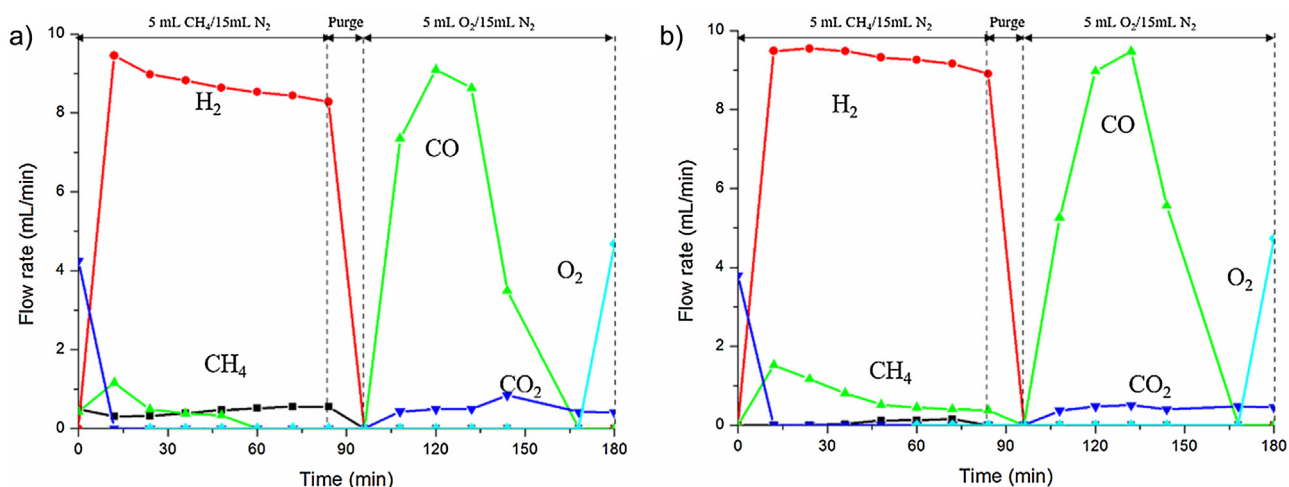 a)
5 mL CH₄/15mL N₂ Purge 5 mL O₂/15mL N₂
10
8
6
4
2
0
Flow rate (mL/min)
H₂
CO
O₂
CH₄
CO₂
0 30 60 90 120 150 180
Time (min)
b)
5 mL CH₄/15mL N₂ Purge 5 mL O₂/15mL N₂
10
8
6
4
2
0
Flow rate (mL/min)
H₂
CO
O₂
CH₄
CO₂
0 30 60 90 120 150 180
Time (min)